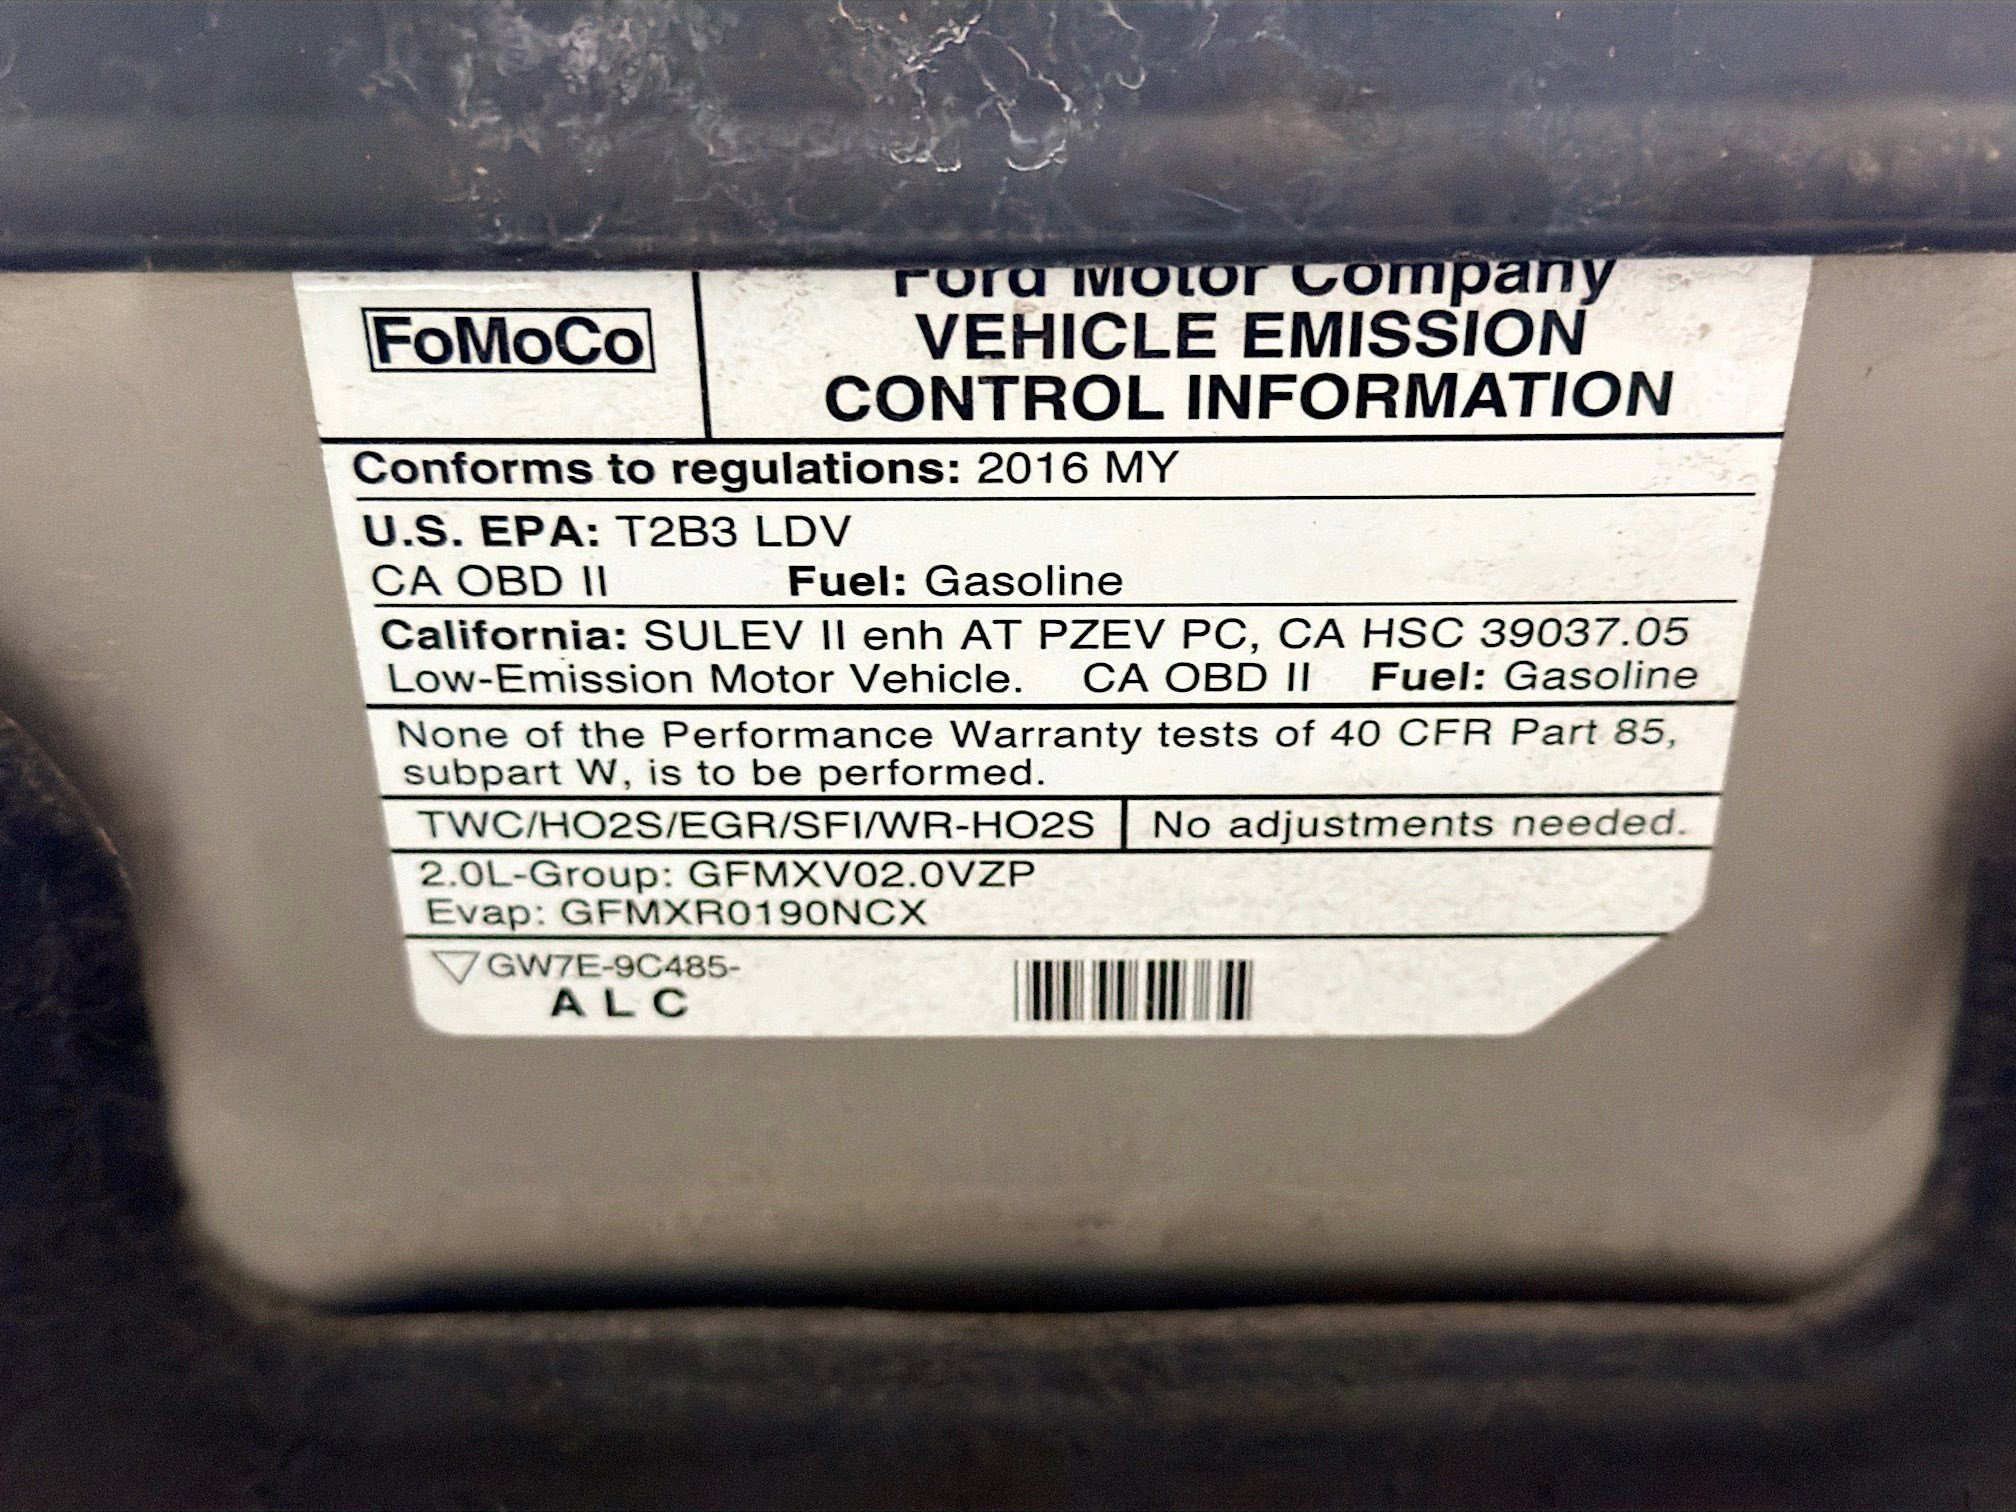 FoMoCo
Ford Motor Company
VEHICLE EMISSION
CONTROL INFORMATION
Conforms to regulations: 2016 MY
U.S. EPA: T2B3 LDV
CA OBD II Fuel: Gasoline
California: SULEV II enh AT PZEV PC, CA HSC 39037.05
Low-Emission Motor Vehicle. CA OBD II Fuel: Gasoline
None of the Performance Warranty tests of 40 CFR Part 85,
subpart W, is to be performed.
TWC/HO2S/EGR/SFI/WR-HO2S No adjustments needed.
2.0L-Group: GFMXV02.0VZP
Evap: GFMXR0190NCX
GW7E-9C485-
A L C